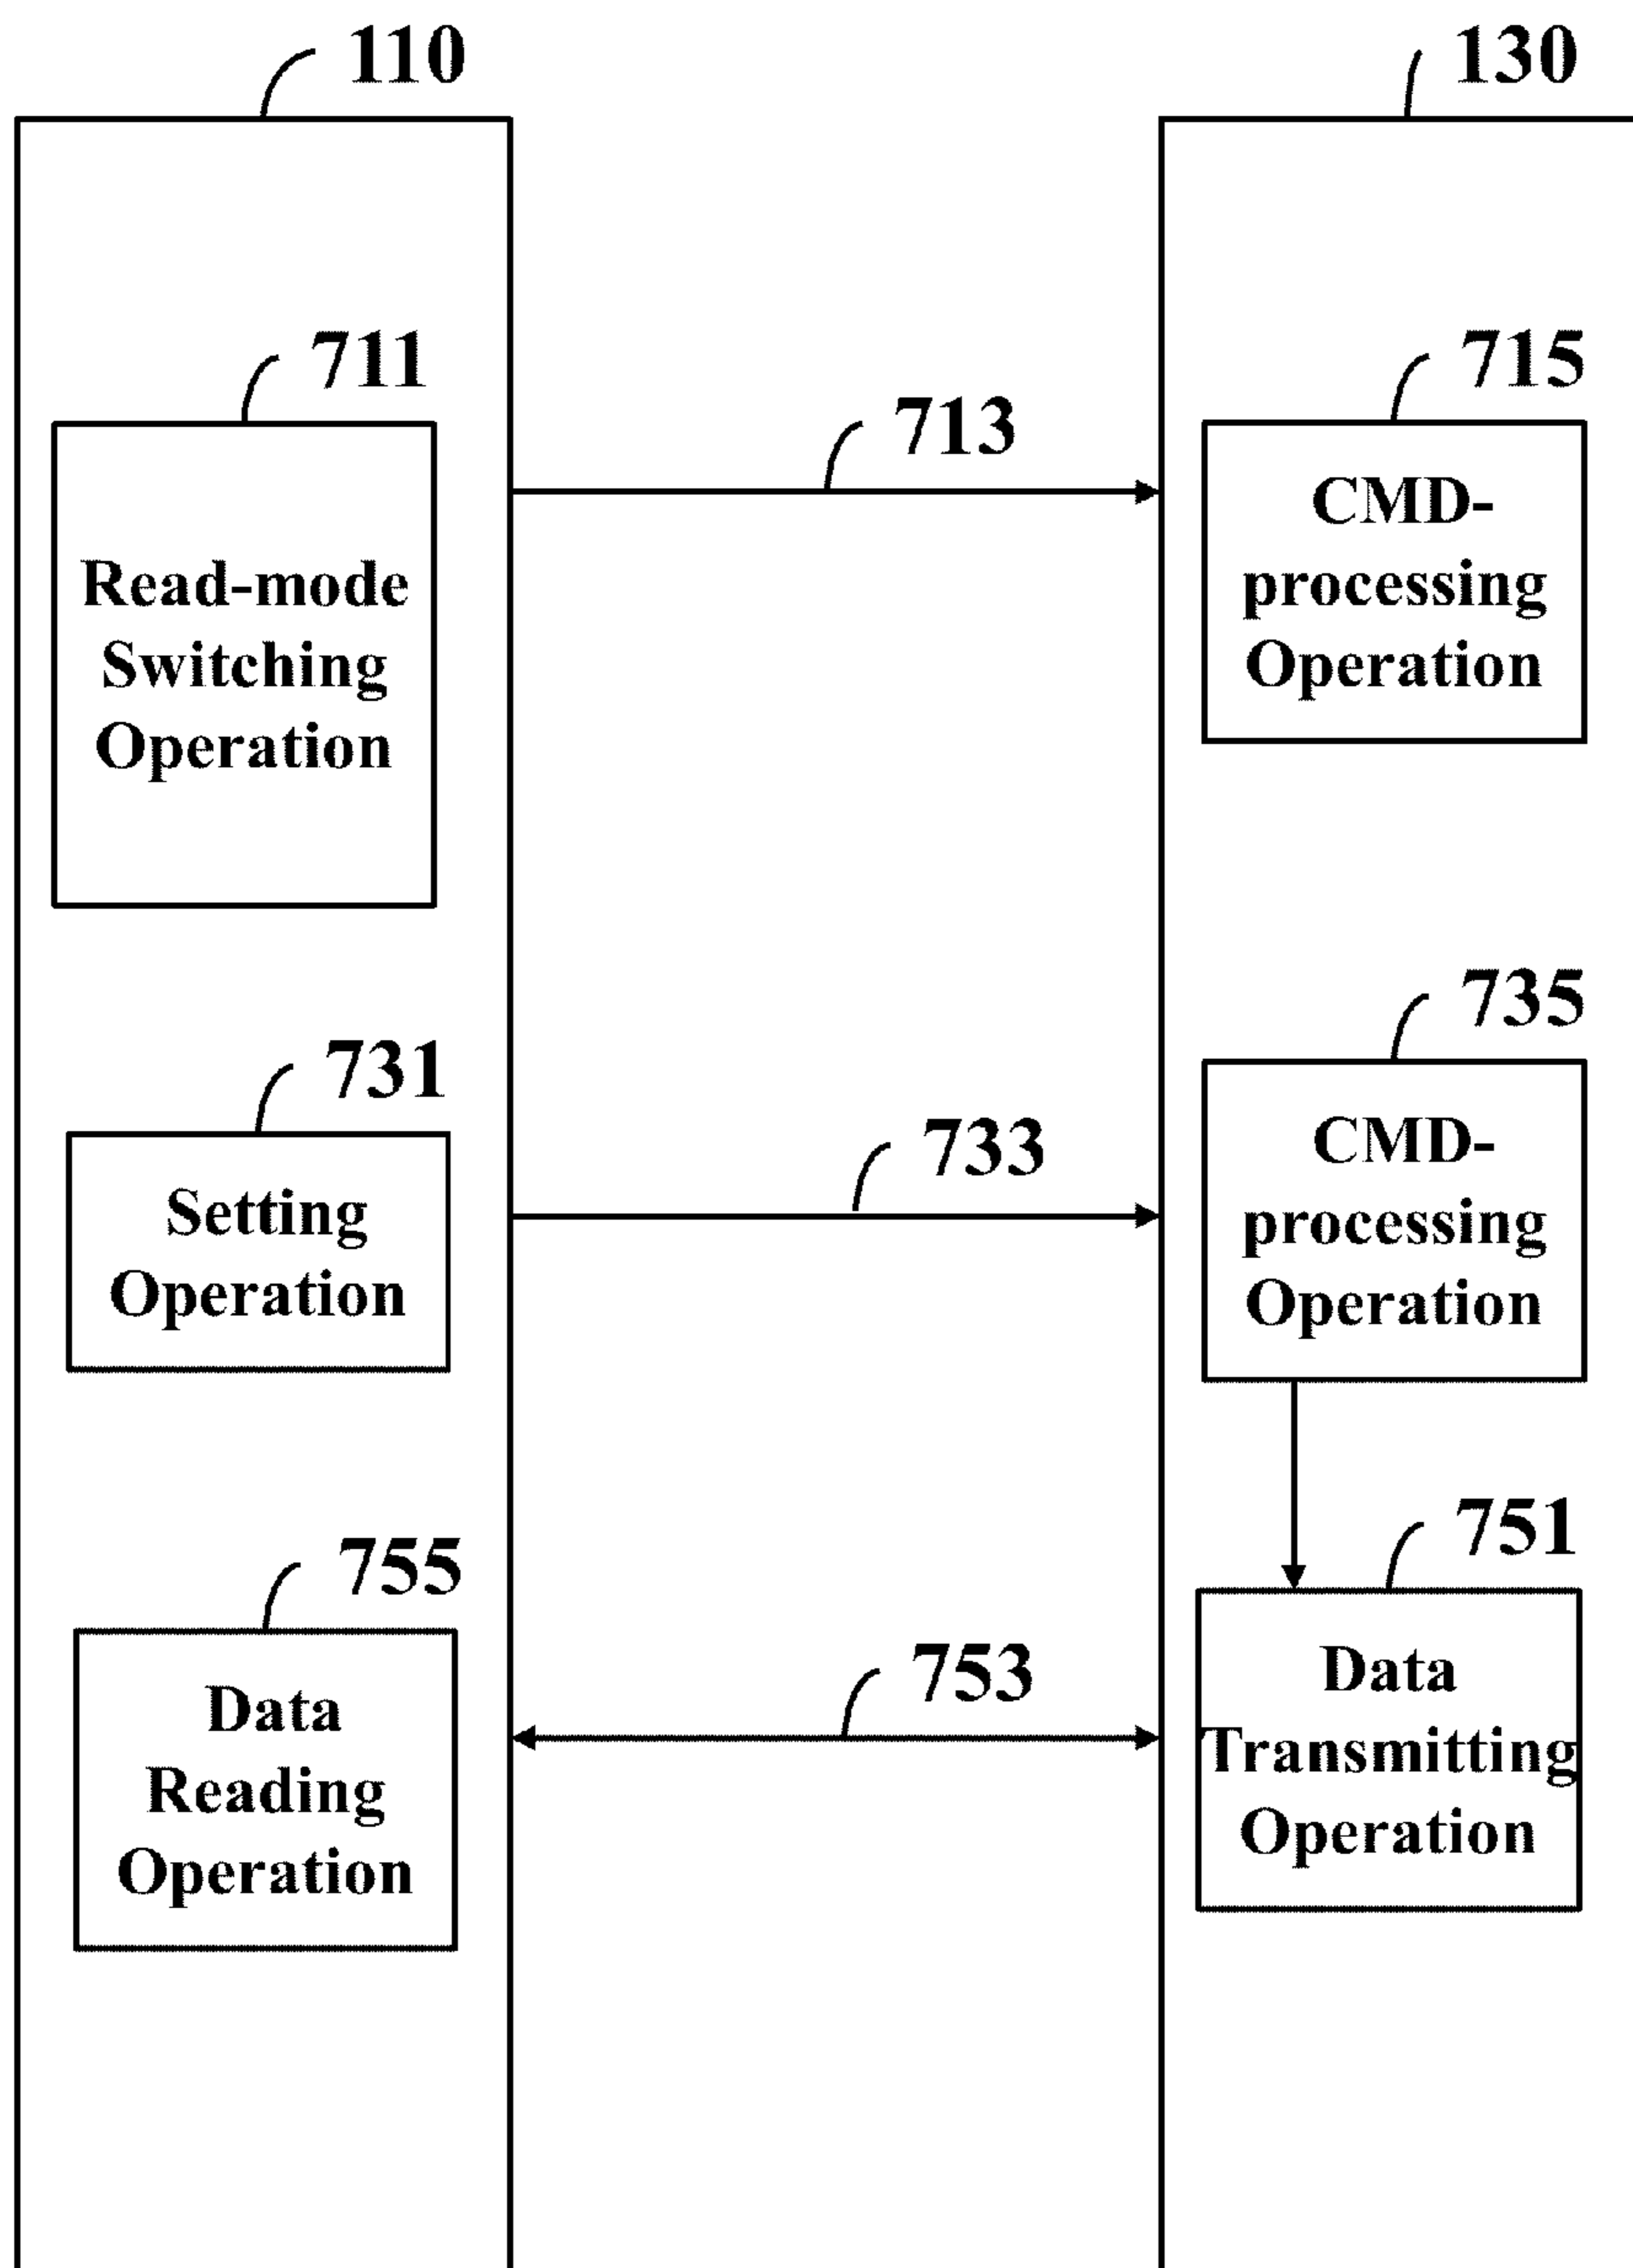 110
130
711
Read-mode
Switching
Operation
713
715
CMD-
processing
Operation
731
Setting
Operation
733
735
CMD-
processing
Operation
755
Data
Reading
Operation
753
751
Data
Transmitting
Operation